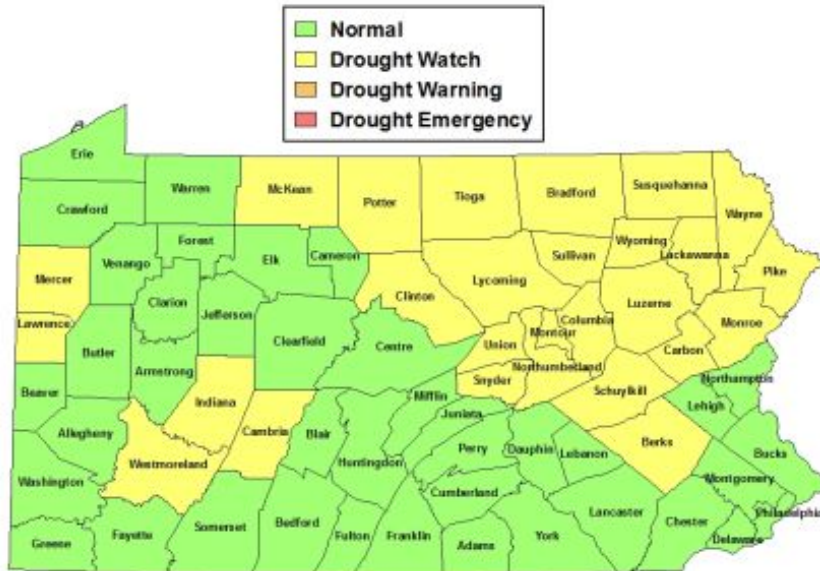 Normal
Drought Watch
Drought Warning
Drought Emergency
Erie
Crawford
Warren
McKean
Potter
Tioga
Bradford
Susquehanna
Wayne
Forest
Venango
Elk
Cameron
Sullivan
Wyoming
Lackawanna
Mercer
Clarion
Clinton
Lycoming
Pike
Lawrence
Jefferson
Luzerne
Monroe
Butler
Clearfield
Centre
Union
Montour
Columbia
Carbon
Armstrong
Northumberland
Snyder
Schuylkill
Northampton
Beaver
Indiana
Mifflin
Lehigh
Allegheny
Cambria
Blair
Juniata
Berks
Westmoreland
Huntingdon
Perry
Dauphin
Lebanon
Bucks
Washington
Cumberland
Montgomery
Greene
Fayette
Somerset
Bedford
Fulton
Franklin
Adams
York
Lancaster
Chester
Delaware
Philadelphia